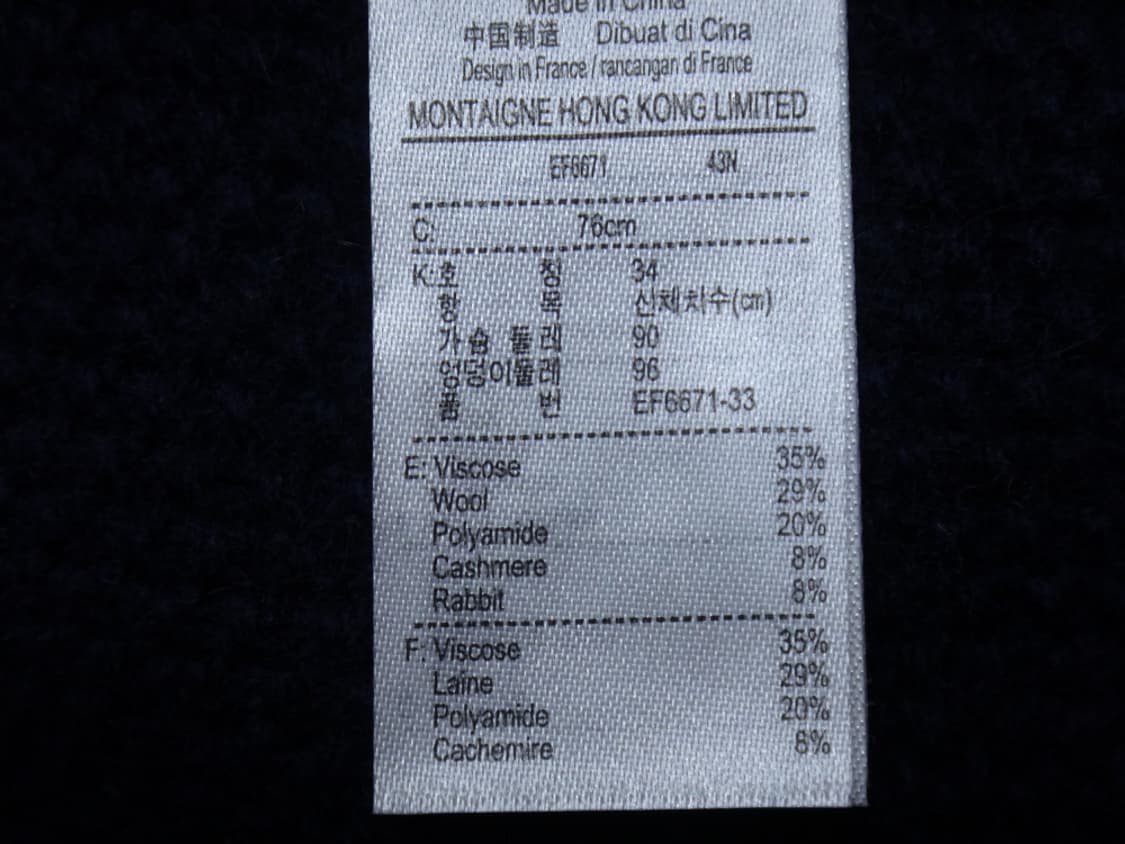 Made in China
中国制造 Dibuat di Cina
Design in France / rancangan di France
MONTAIGNE HONG KONG LIMITED
EF6671 43N
C: 76cm
K: 호 칭 34
항 목 신체치수(cm)
가 슴 둘 레 90
엉덩이둘레 96
품 번 EF6671-33
E: Viscose 35%
Wool 29%
Polyamide 20%
Cashmere 8%
Rabbit 8%
F: Viscose 35%
Laine 29%
Polyamide 20%
Cachemire 8%